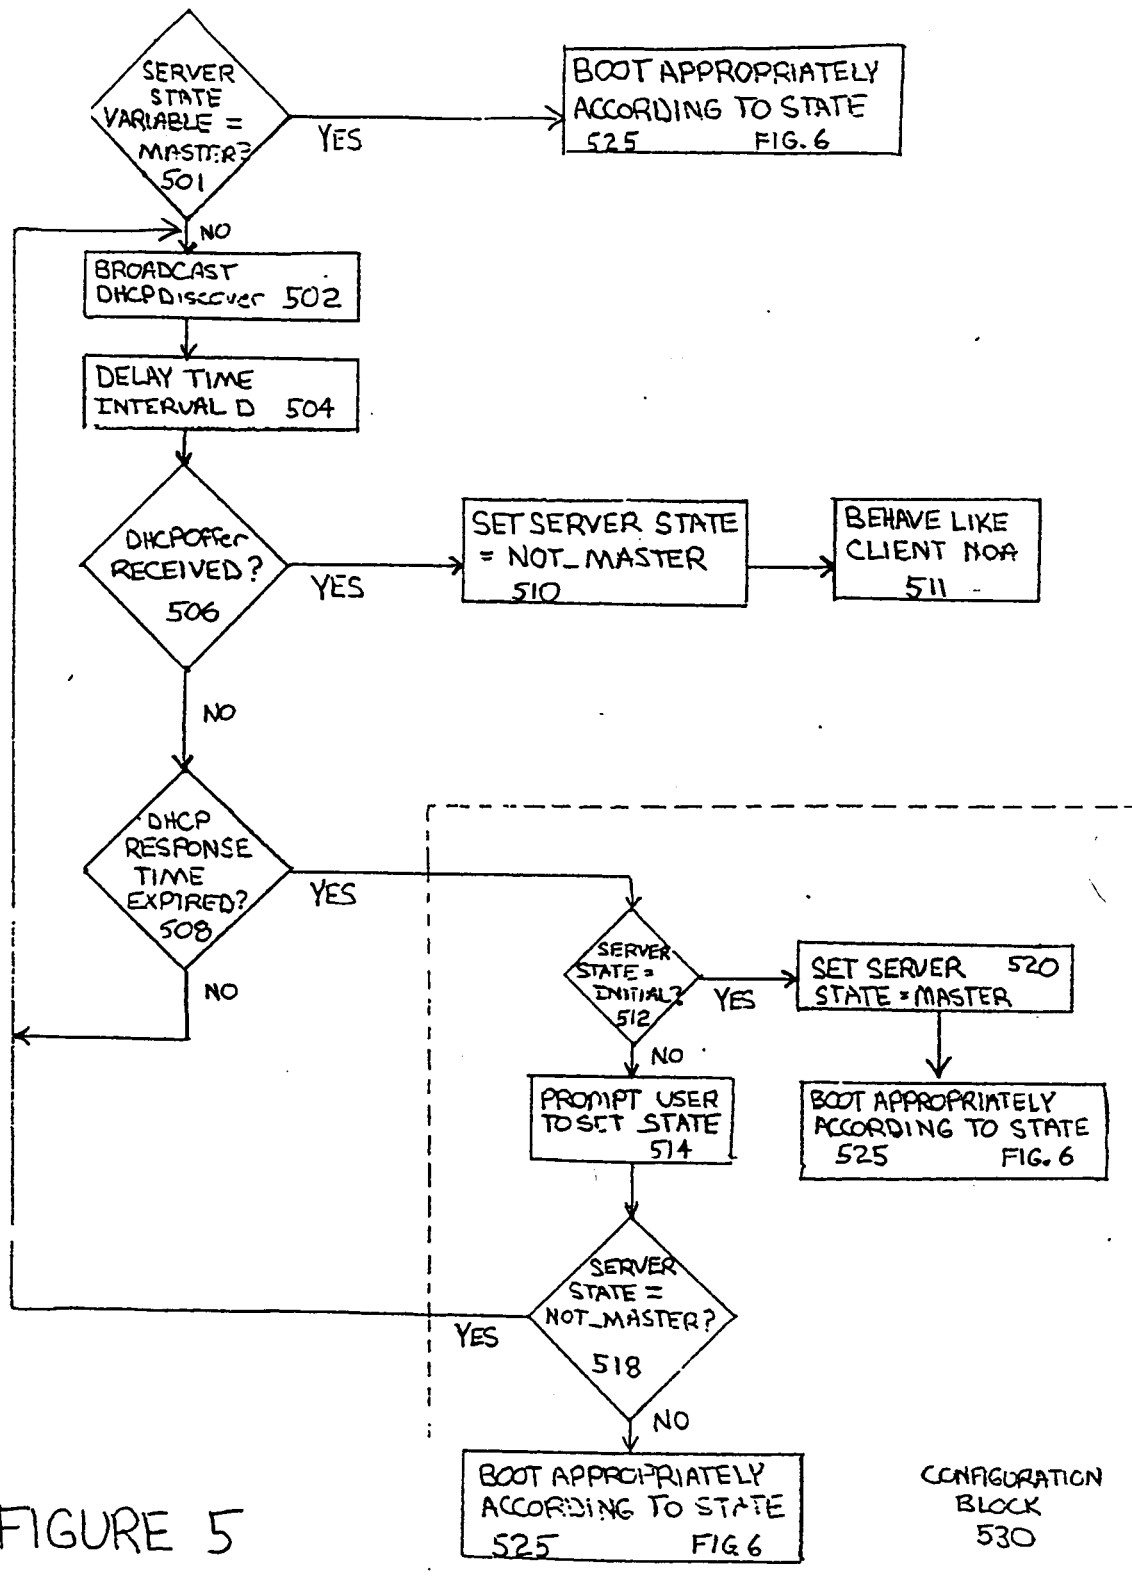 SERVER
STATE
VARIABLE =
MASTER?
501
YES
BOOT APPROPRIATELY
ACCORDING TO STATE
525 FIG. 6
NO
BROADCAST
DHCPDiscover 502
DELAY TIME
INTERVAL D 504
DHCPOffer
RECEIVED?
506
YES
SET SERVER STATE
= NOT_MASTER
510
BEHAVE LIKE
CLIENT NOA
511
NO
DHCP
RESPONSE
TIME
EXPIRED?
508
YES
NO
SERVER
STATE =
INITIAL?
512
YES
SET SERVER 520
STATE = MASTER
NO
PROMPT USER
TO SET STATE
514
BOOT APPROPRIATELY
ACCORDING TO STATE
525 FIG. 6
SERVER
STATE =
NOT_MASTER?
518
YES
NO
BOOT APPROPRIATELY
ACCORDING TO STATE
525 FIG 6
CONFIGURATION
BLOCK
530
FIGURE 5